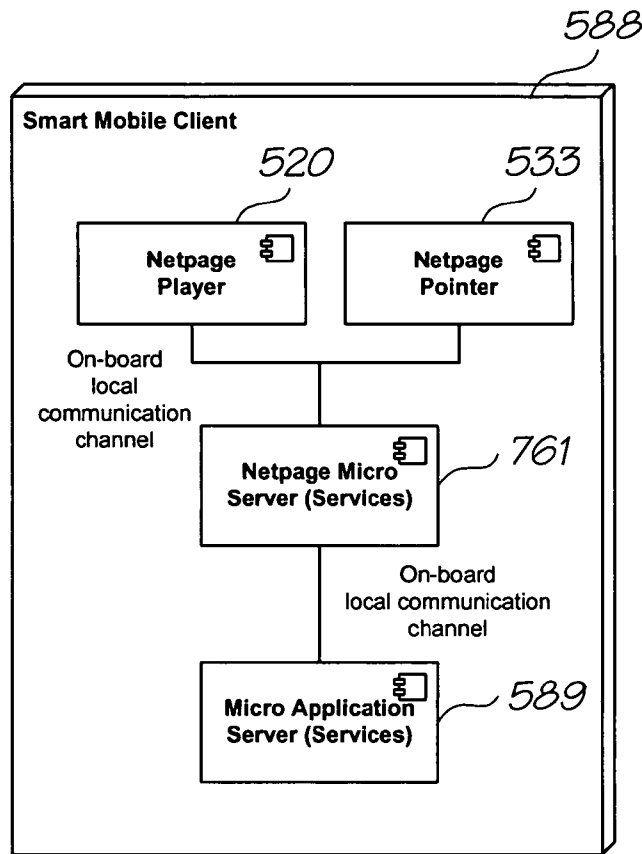 588
Smart Mobile Client
520
533
Netpage
Player
Netpage
Pointer
On-board
local
communication
channel
Netpage Micro
Server (Services)
761
On-board
local communication
channel
Micro Application
Server (Services)
589